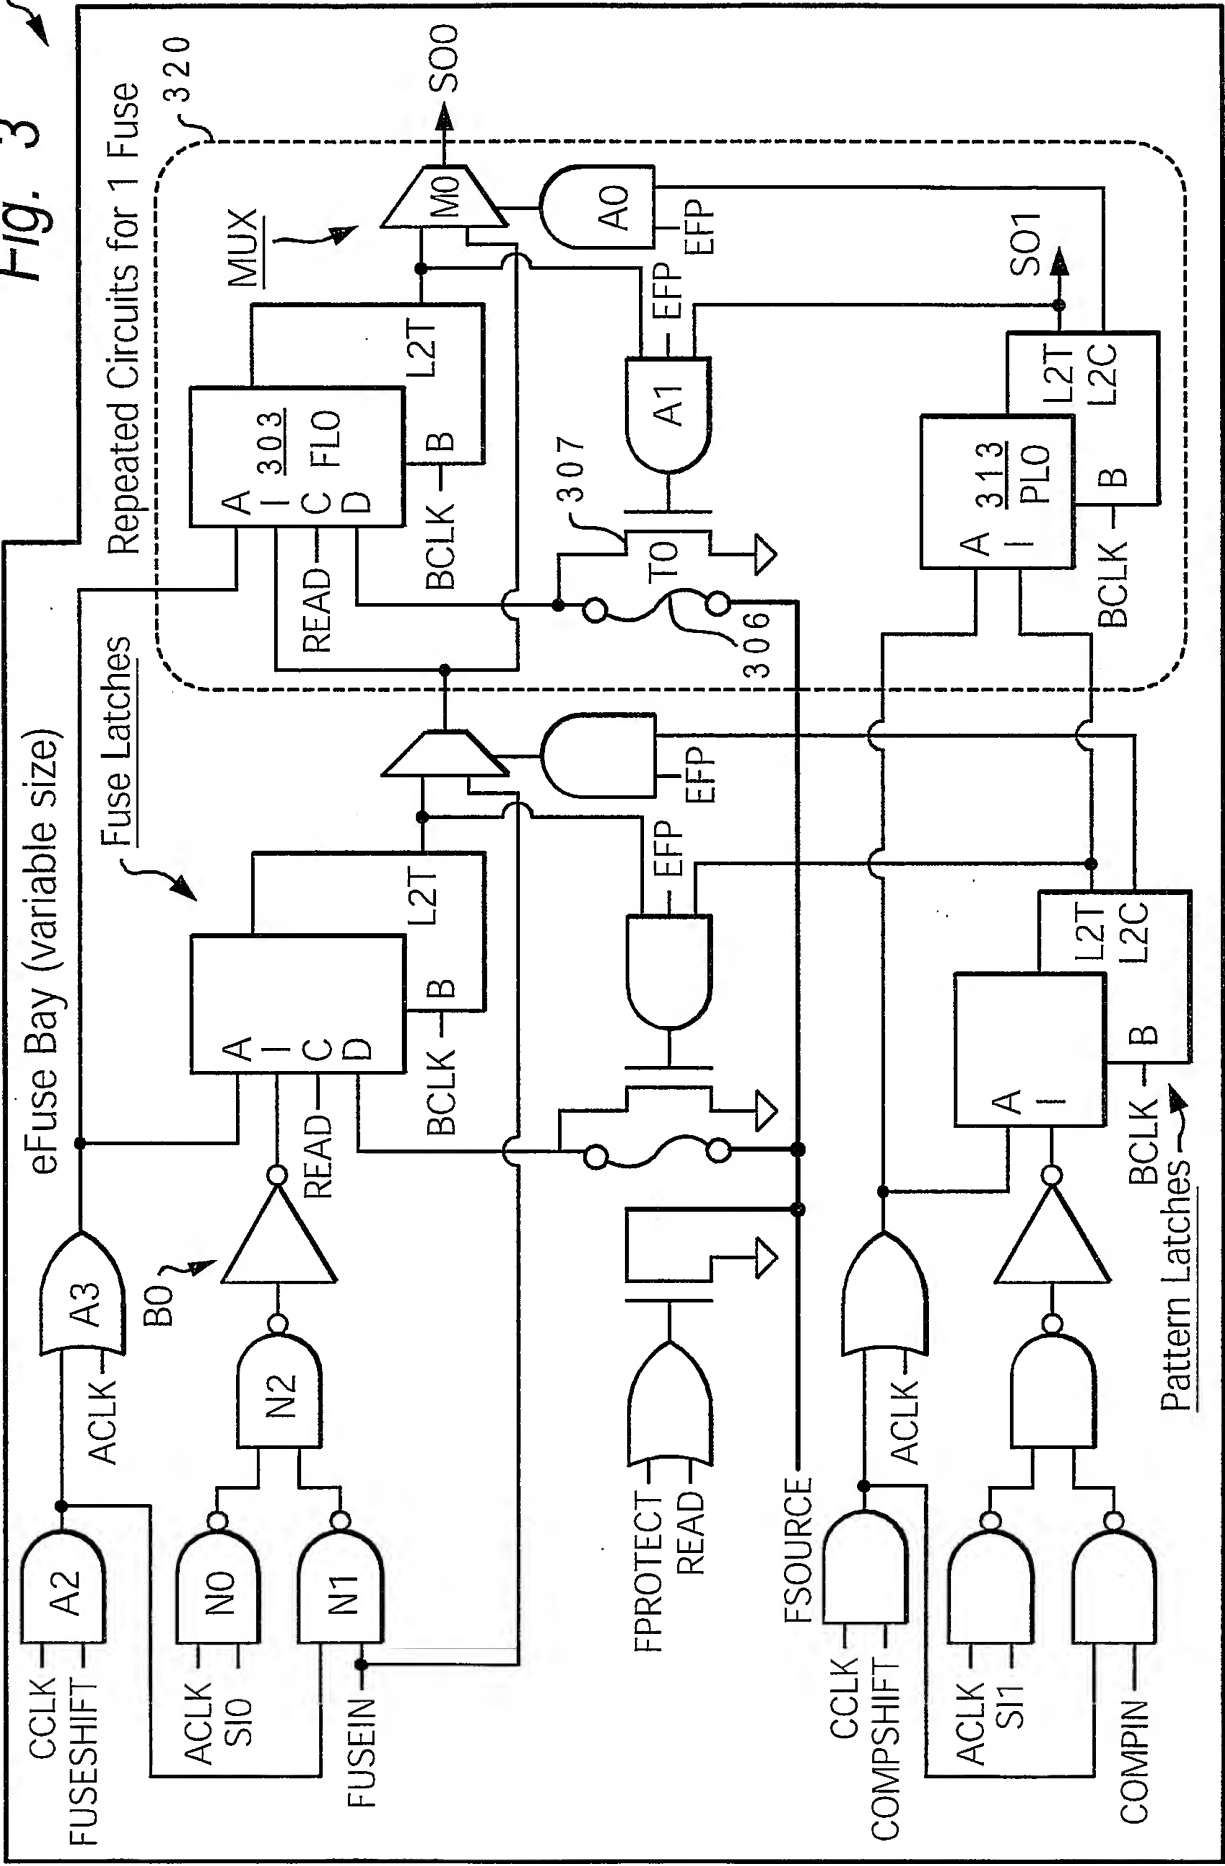 Fig. 3
eFuse Bay (variable size)
Repeated Circuits for 1 Fuse
320
CCLK
FUSESHIFT
A2
A3
ACLK
Fuse Latches
MUX
ACLK
SI0
N0
N1
N2
B0
FUSEIN
A
I
C
D
READ
BCLK
B
L2T
A
I
C
D
303
FL0
READ
BCLK
B
L2T
M0
SO0
EFP
A0
EFP
EFP
A1
EFP
307
T0
306
FPROTECT
READ
FSOURCE
CCLK
COMPSHIFT
ACLK
ACLK
SI1
COMPIN
A
I
BCLK
B
L2T
L2C
Pattern Latches
A
I
313
PL0
BCLK
B
L2T
L2C
SO1